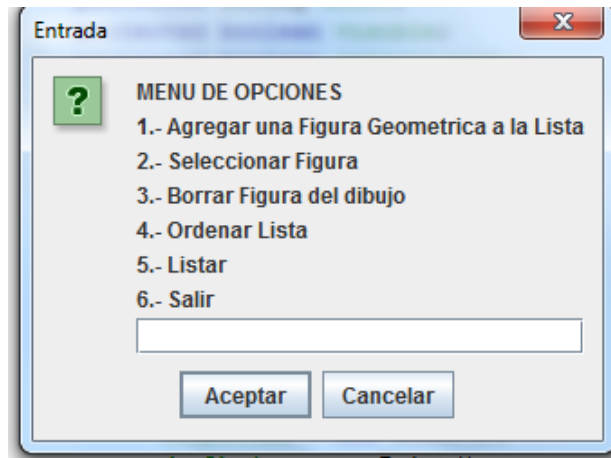 Entrada
MENU DE OPCIONES
1.- Agregar una Figura Geometrica a la Lista
2.- Seleccionar Figura
3.- Borrar Figura del dibujo
4.- Ordenar Lista
5.- Listar
6.- Salir
Aceptar Cancelar